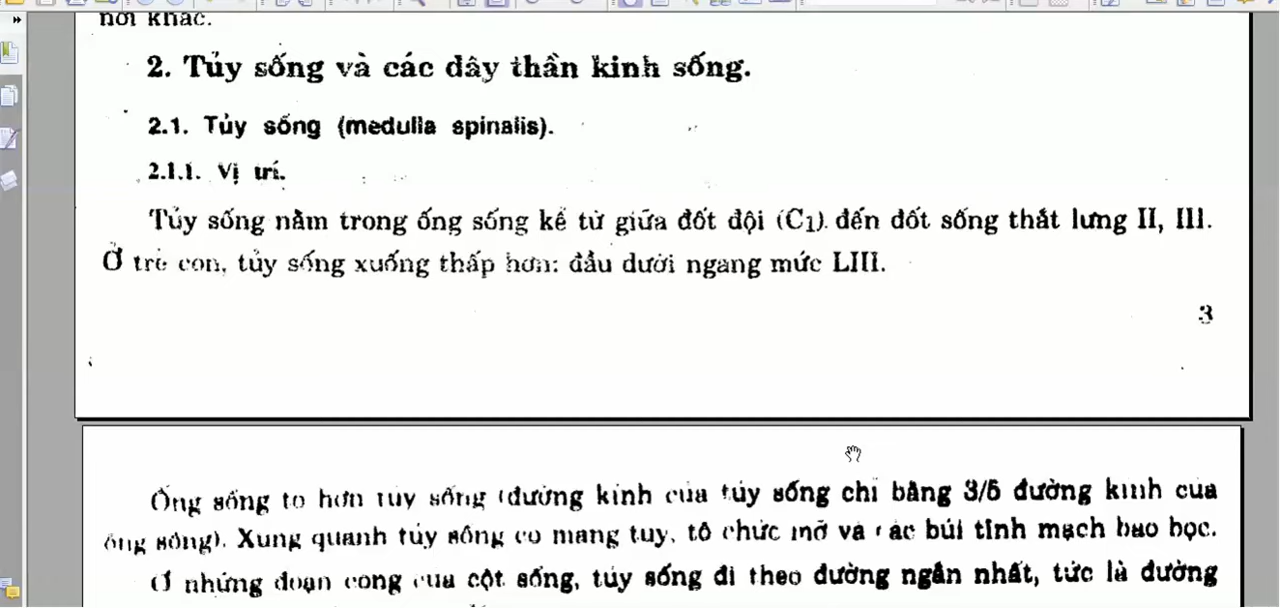 nơi khác.
2. Tủy sống và các dây thần kinh sống.
2.1. Tủy sống (medulla spinalis).
2.1.1. Vị trí.
Tủy sống nằm trong ống sống kể từ giữa đốt đội (C1) đến đốt sống thắt lưng II, III.
Ở trẻ con, tủy sống xuống thấp hơn: đầu dưới ngang mức LIII.
3
Ống sống to hơn tủy sống (đường kính của tủy sống chỉ bằng 3/5 đường kính của
ống sống). Xung quanh tủy sống có màng tủy, tổ chức mỡ và các búi tĩnh mạch bao bọc.
Ở những đoạn cong của cột sống, tủy sống đi theo đường ngắn nhất, tức là đường